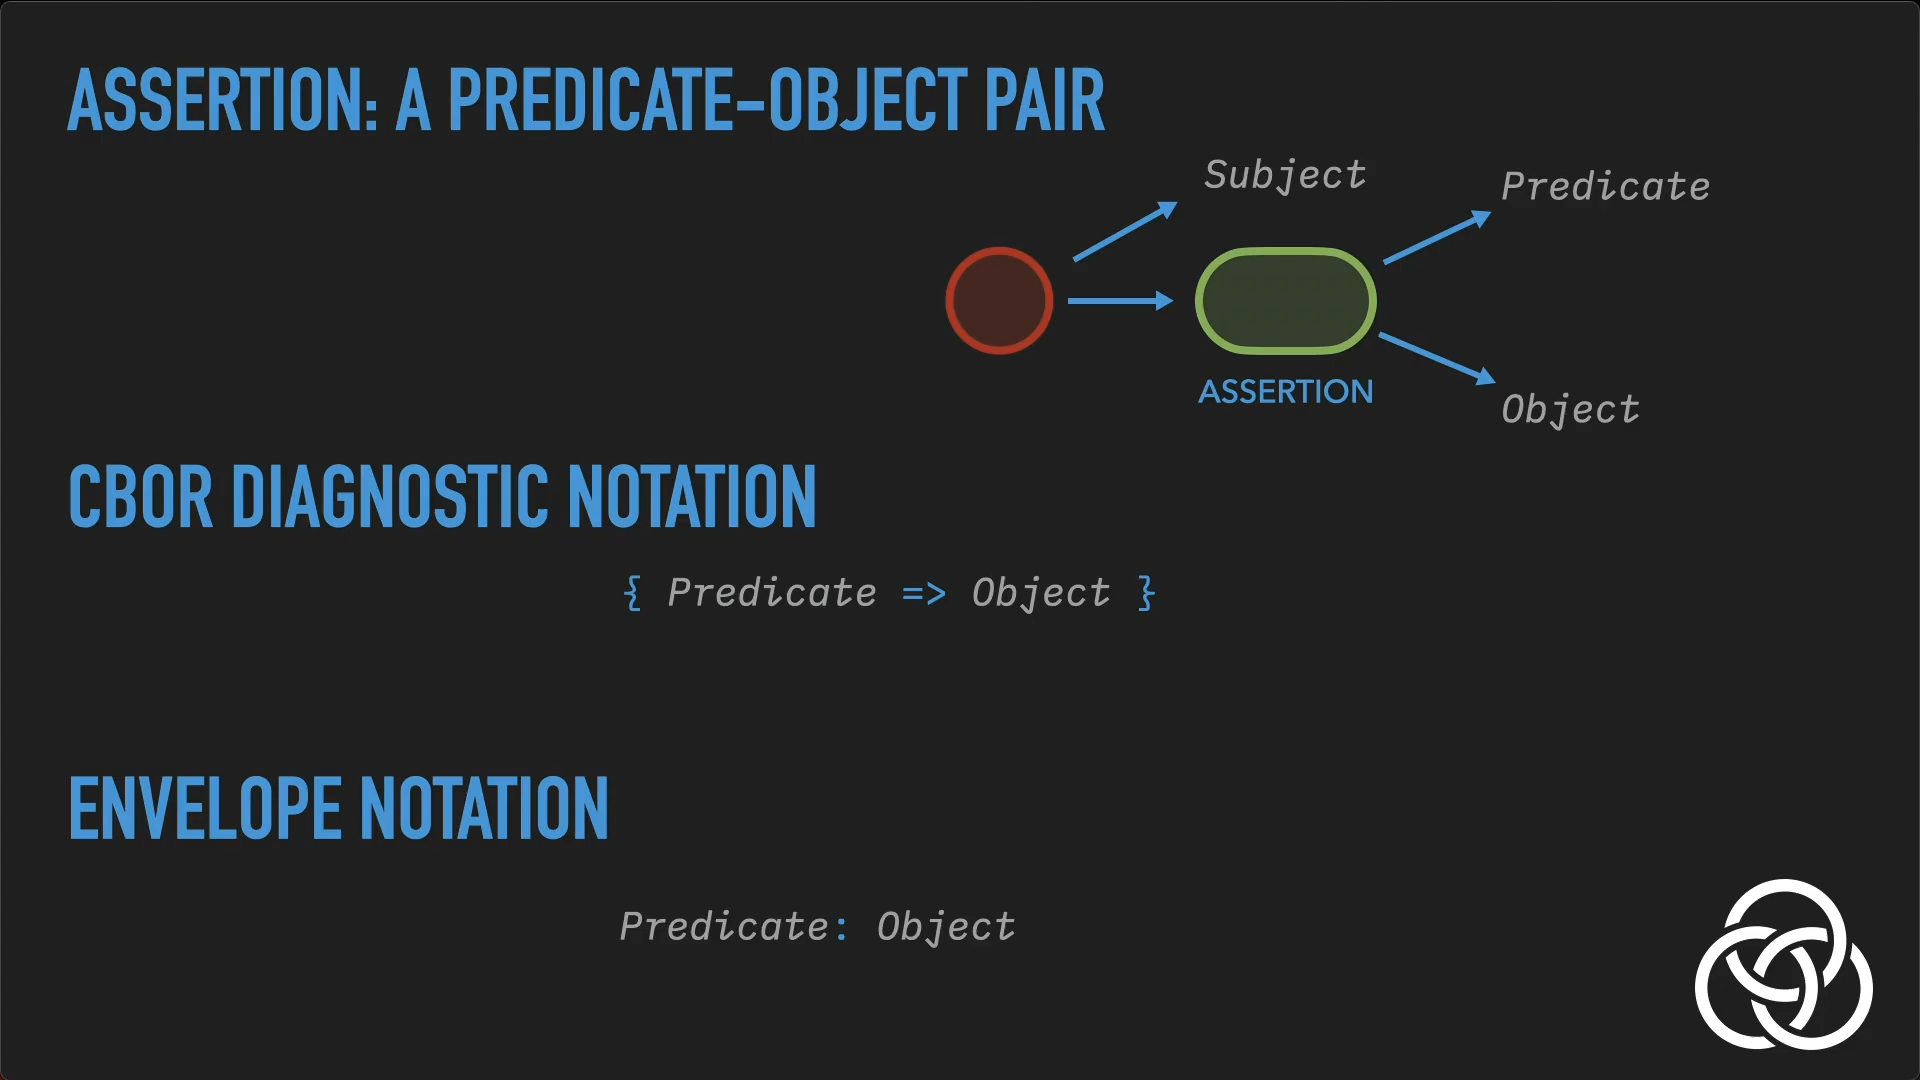 ASSERTION: A PREDICATE-OBJECT PAIR
Subject
Predicate
ASSERTION
Object
CBOR DIAGNOSTIC NOTATION
{ Predicate => Object }
ENVELOPE NOTATION
Predicate: Object